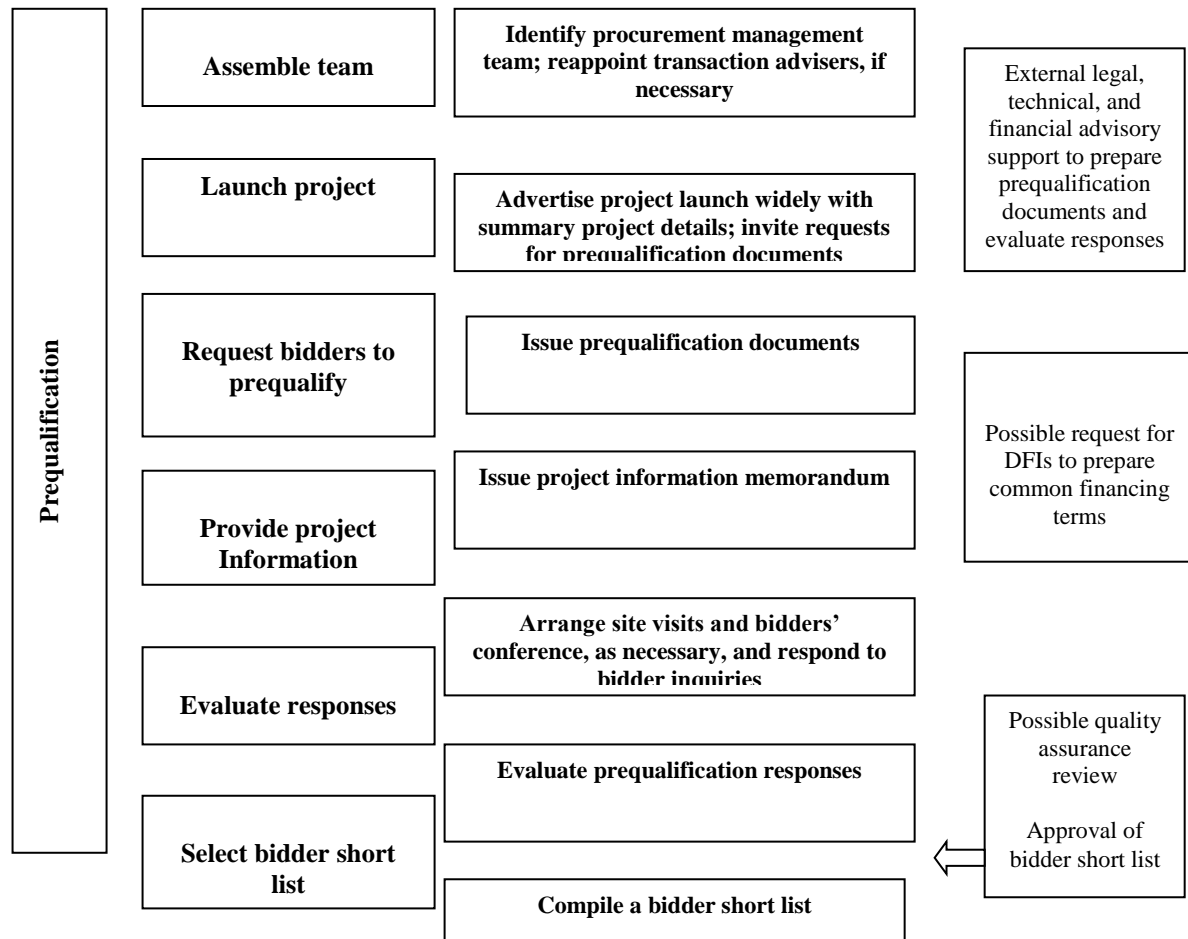 Prequalification
Assemble team
Identify procurement management
team; reappoint transaction advisers, if
necessary
External legal,
technical, and
financial advisory
support to prepare
prequalification
documents and
evaluate responses
Launch project
Advertise project launch widely with
summary project details; invite requests
for prequalification documents
Request bidders to
prequalify
Issue prequalification documents
Possible request for
DFIs to prepare
common financing
terms
Provide project
Information
Issue project information memorandum
Arrange site visits and bidders’
conference, as necessary, and respond to
bidder inquiries
Evaluate responses
Evaluate prequalification responses
Possible quality
assurance
review
Approval of
bidder short list
Select bidder short
list
Compile a bidder short list